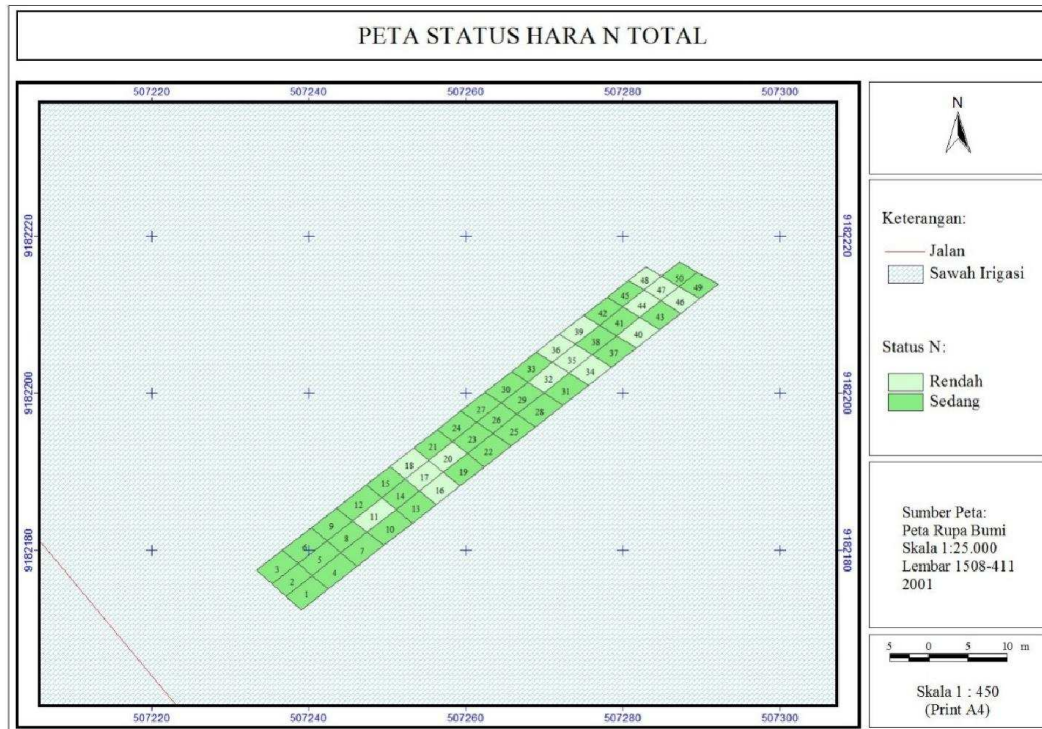 PETA STATUS HARA N TOTAL
507220 507240 507260 507280 507300
9182220 9182220
9182200 9182200
9182180 9182180
48 50
47 49
45 46
44
42 43
41
39 40
38
36 37
35
33 34
32
30 31
29
27 28
26
24 25
23
21 22
20
18 19
17
15 16
14
12 13
11
9 10
8
6 7
5
3 4
2
1
507220 507240 507260 507280 507300
N
Keterangan:
Jalan
Sawah Irigasi
Status N:
Rendah
Sedang
Sumber Peta:
Peta Rupa Bumi
Skala 1:25.000
Lembar 1508-411
2001
5 0 5 10 m
Skala 1 : 450
(Print A4)